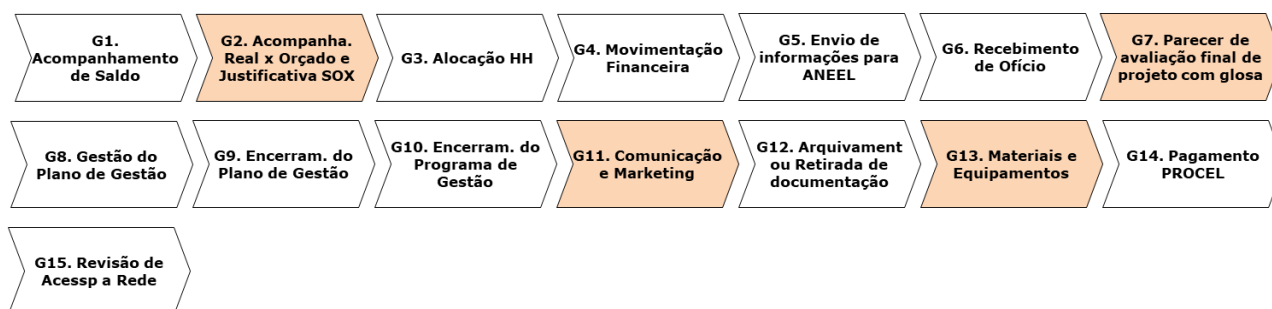 G1.
Acompanhamento
de Saldo
G2. Acompanha.
Real x Orçado e
Justificativa SOX
G3. Alocação HH
G4. Movimentação
Financeira
G5. Envio de
informações para
ANEEL
G6. Recebimento
de Ofício
G7. Parecer de
avaliação final de
projeto com glosa
G8. Gestão do
Plano de Gestão
G9. Encerram. do
Plano de Gestão
G10. Encerram. do
Programa de
Gestão
G11. Comunicação
e Marketing
G12. Arquivament
ou Retirada de
documentação
G13. Materiais e
Equipamentos
G14. Pagamento
PROCEL
G15. Revisão de
Acessp a Rede